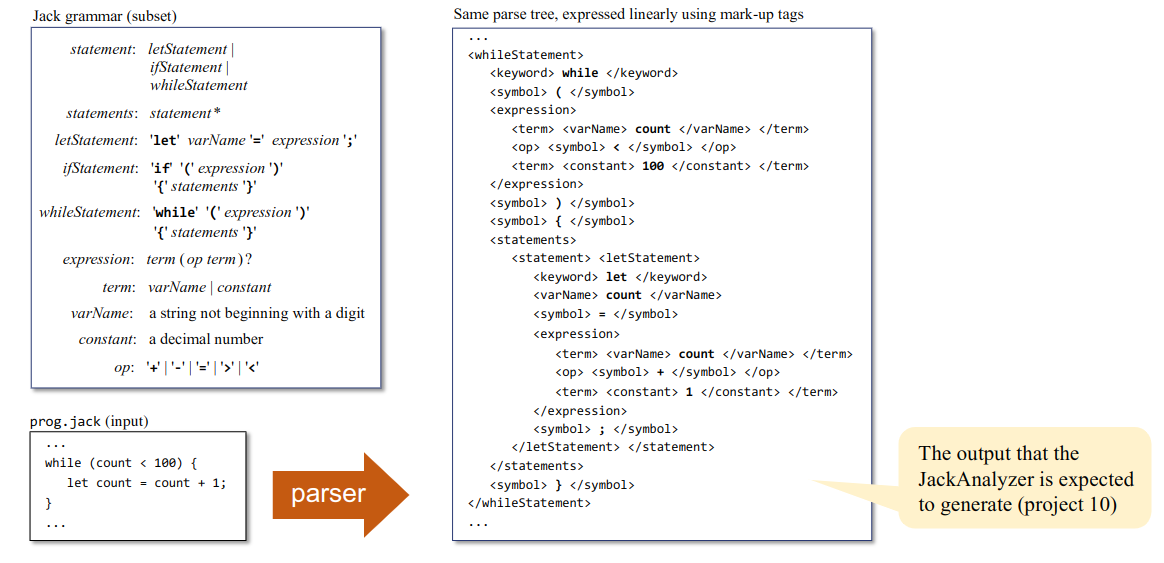 Jack grammar (subset)
statement: letStatement |
ifStatement |
whileStatement
statements: statement*
letStatement: 'let' varName '=' expression ';'
ifStatement: 'if' '(' expression ')'
'{' statements '}'
whileStatement: 'while' '(' expression ')'
'{' statements '}'
expression: term (op term)?
term: varName | constant
varName: a string not beginning with a digit
constant: a decimal number
op: '+' | '-' | '=' | '>' | '<'
prog.jack (input)
...
while (count < 100) {
let count = count + 1;
}
...
parser
Same parse tree, expressed linearly using mark-up tags
...
<whileStatement>
<keyword> while </keyword>
<symbol> ( </symbol>
<expression>
<term> <varName> count </varName> </term>
<op> <symbol> < </symbol> </op>
<term> <constant> 100 </constant> </term>
</expression>
<symbol> ) </symbol>
<symbol> { </symbol>
<statements>
<statement> <letStatement>
<keyword> let </keyword>
<varName> count </varName>
<symbol> = </symbol>
<expression>
<term> <varName> count </varName> </term>
<op> <symbol> + </symbol> </op>
<term> <constant> 1 </constant> </term>
</expression>
<symbol> ; </symbol>
</letStatement> </statement>
</statements>
<symbol> } </symbol>
</whileStatement>
...
The output that the
JackAnalyzer is expected
to generate (project 10)